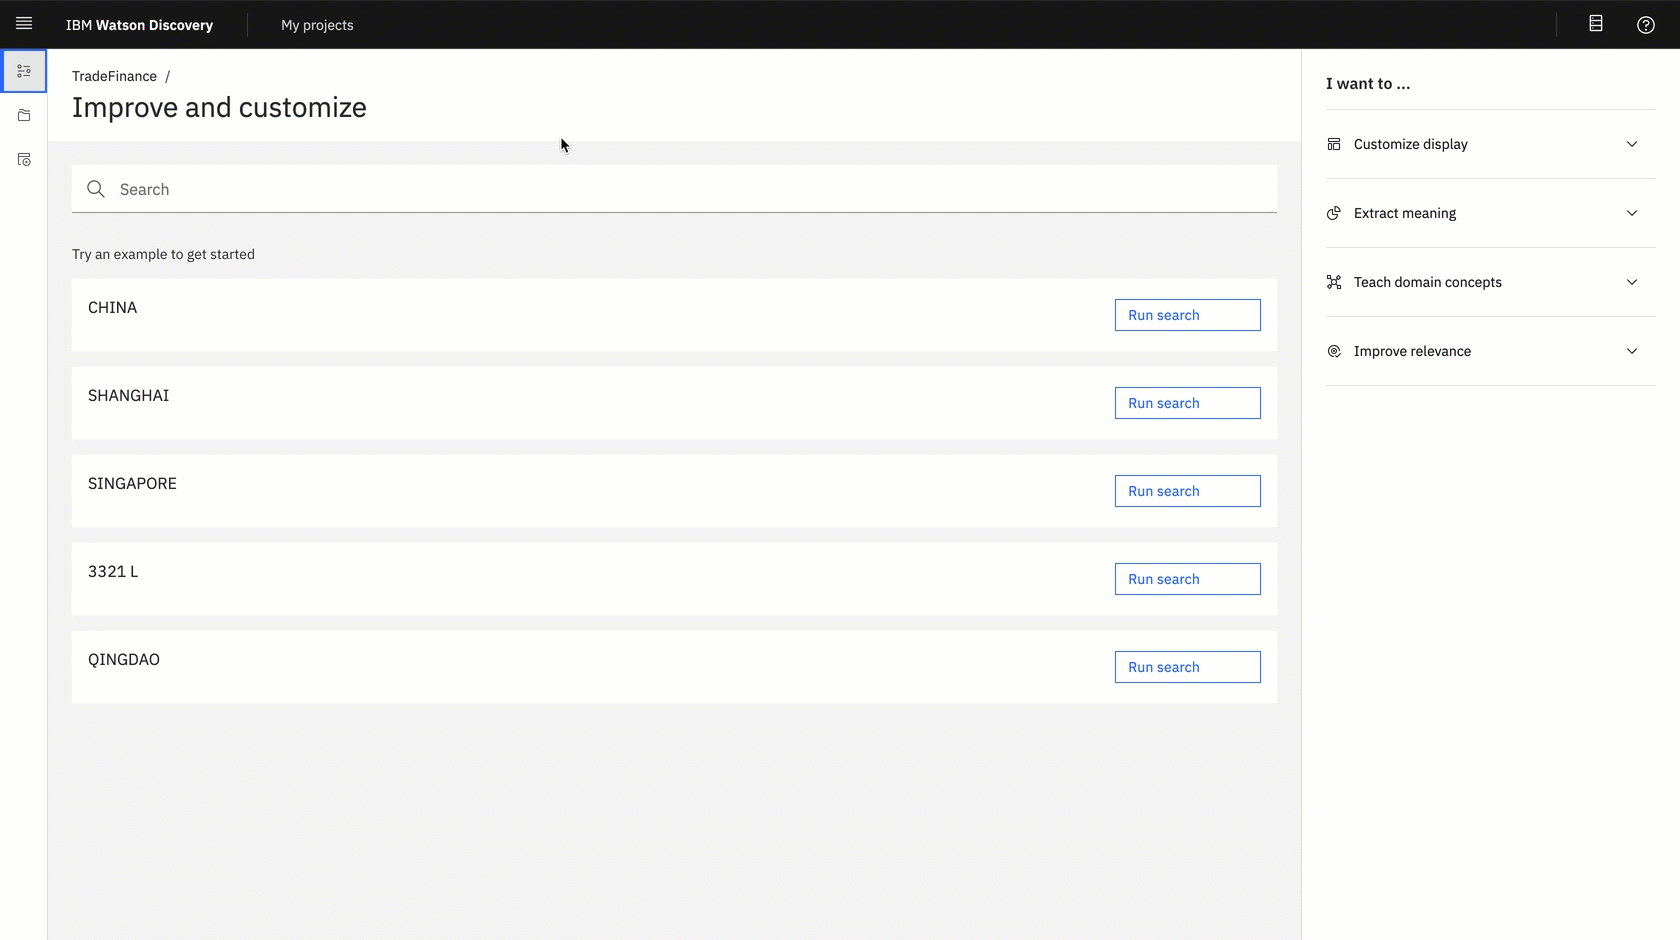 IBM Watson Discovery
My projects
TradeFinance /
Improve and customize
Search
Try an example to get started
CHINA
Run search
SHANGHAI
Run search
SINGAPORE
Run search
3321 L
Run search
QINGDAO
Run search
I want to ...
Customize display
Extract meaning
Teach domain concepts
Improve relevance